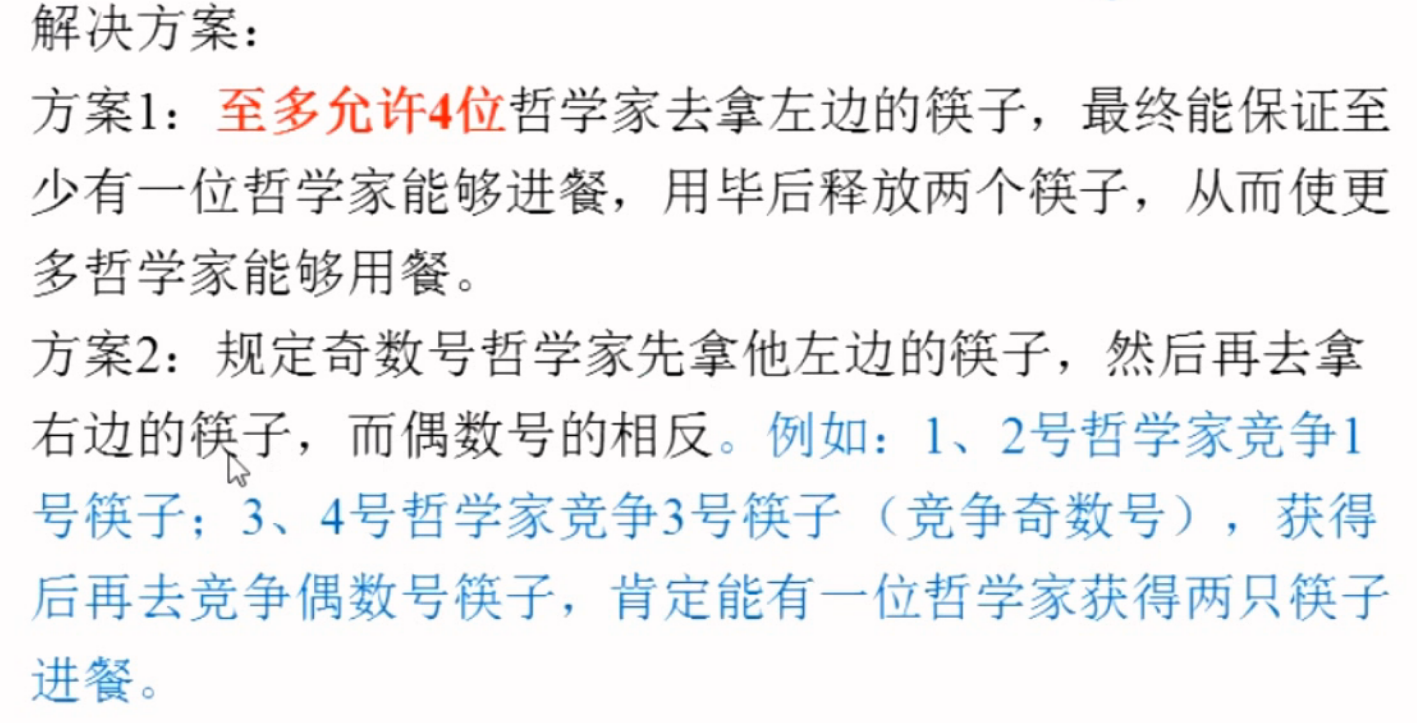 解决方案：
方案1：至多允许4位哲学家去拿左边的筷子，最终能保证至
少有一位哲学家能够进餐，用毕后释放两个筷子，从而使更
多哲学家能够用餐。
方案2：规定奇数号哲学家先拿他左边的筷子，然后再去拿
右边的筷子，而偶数号的相反。例如：1、2号哲学家竞争1
号筷子；3、4号哲学家竞争3号筷子（竞争奇数号），获得
后再去竞争偶数号筷子，肯定能有一位哲学家获得两只筷子
进餐。